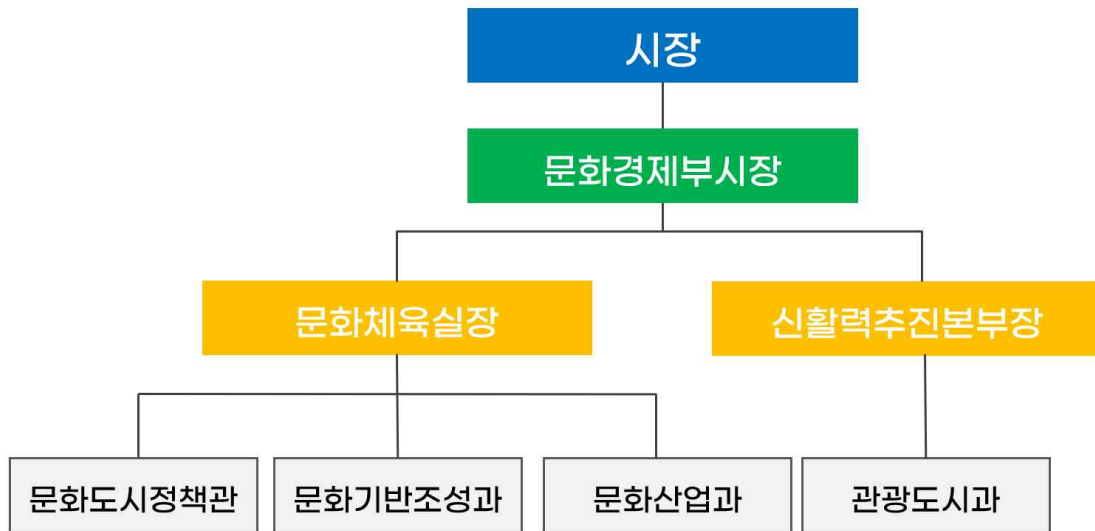 시장
문화경제부시장
문화체육실장
신활력추진본부장
문화도시정책관
문화기반조성과
문화산업과
관광도시과